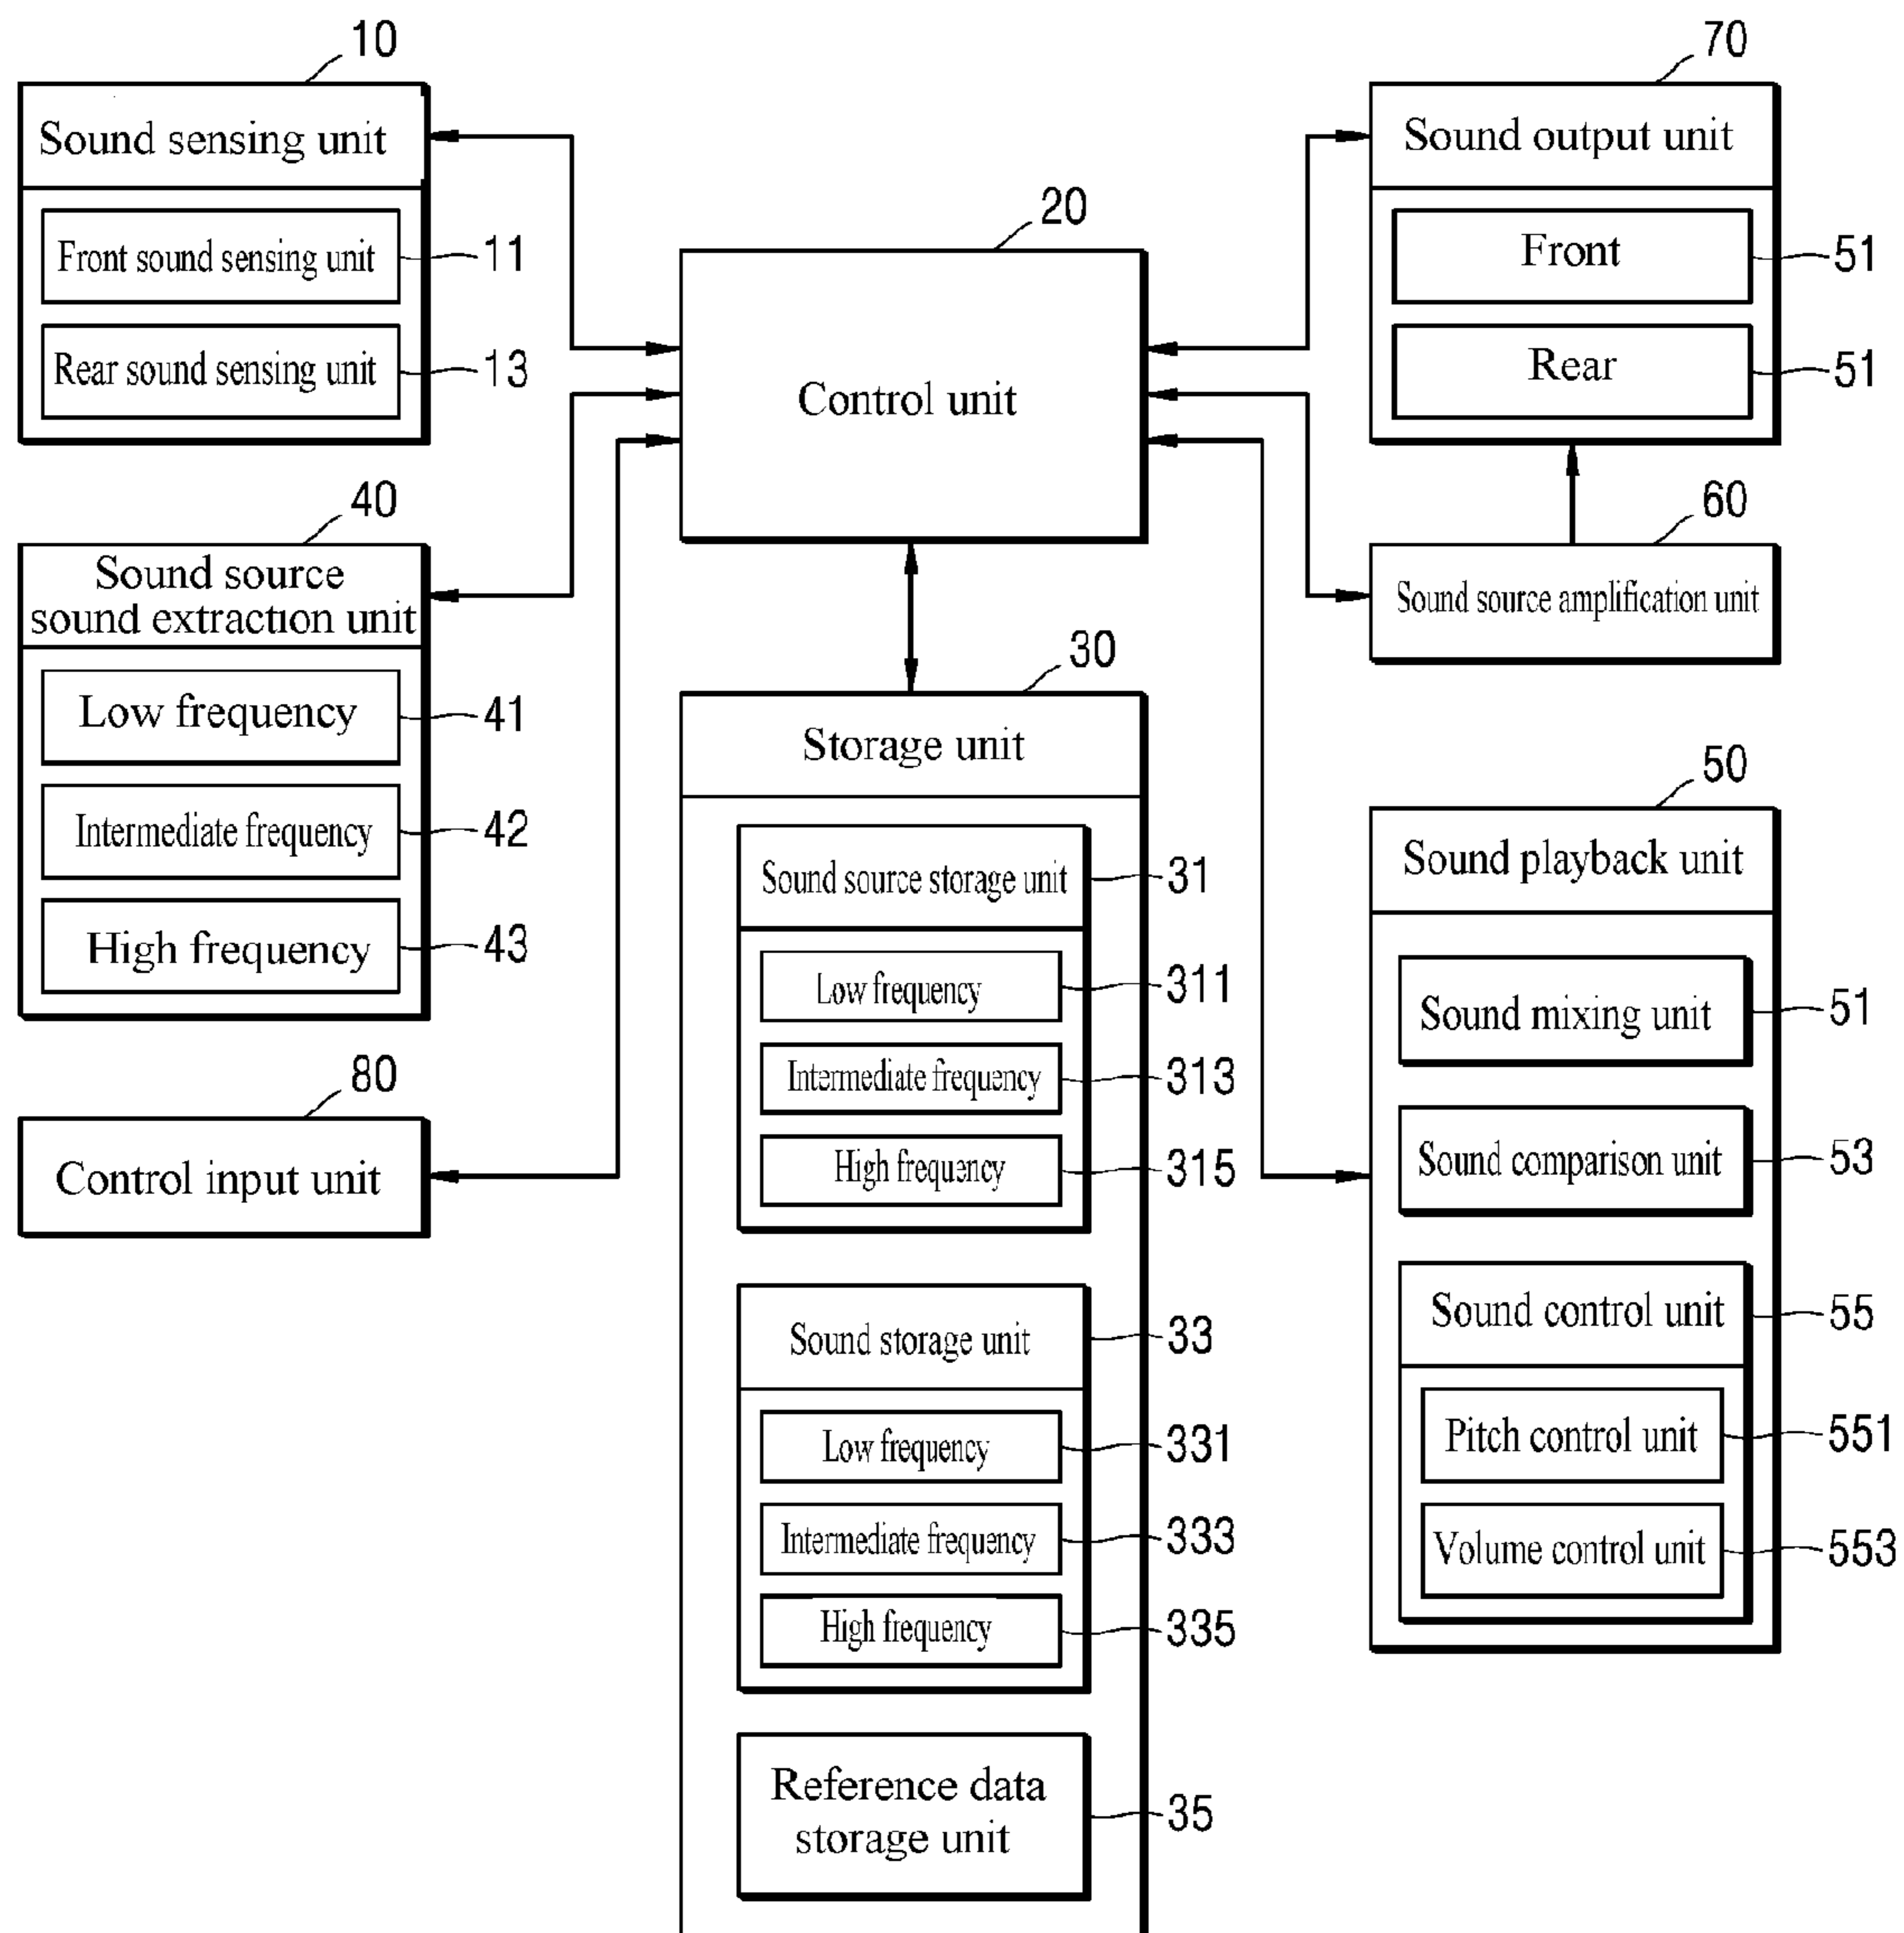 10
Sound sensing unit
Front sound sensing unit
11
Rear sound sensing unit
13
40
Sound source
sound extraction unit
Low frequency
41
Intermediate frequency
42
High frequency
43
80
Control input unit
20
Control unit
30
Storage unit
Sound source storage unit
31
Low frequency
311
Intermediate frequency
313
High frequency
315
Sound storage unit
33
Low frequency
331
Intermediate frequency
333
High frequency
335
Reference data
storage unit
35
70
Sound output unit
Front
51
Rear
51
60
Sound source amplification unit
50
Sound playback unit
Sound mixing unit
51
Sound comparison unit
53
Sound control unit
55
Pitch control unit
551
Volume control unit
553